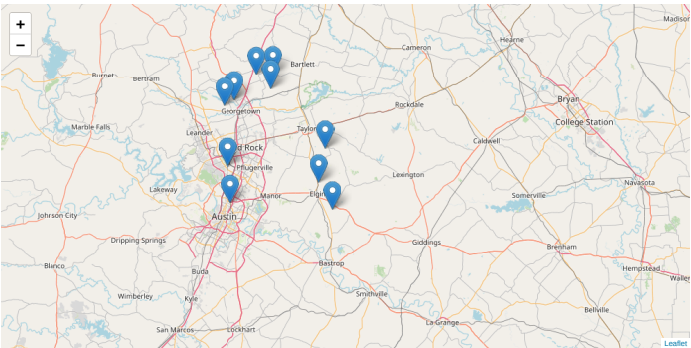 +
−
Madison
Hearne
Cameron
Bartlett
Burnet
Bertram
Bryan
Rockdale
Georgetown
College Station
Marble Falls
Taylor
Leander
Caldwell
d Rock
Pflugerville
Lexington
Navasota
Lakeway
Manor
Elgin
Somerville
Johnson City
Austin
Dripping Springs
Giddings
Brenham
Bastrop
Blanco
Buda
Hempstead
Waller
Wimberley
Kyle
Smithville
Bellville
San Marcos
Lockhart
La Grange
Leaflet